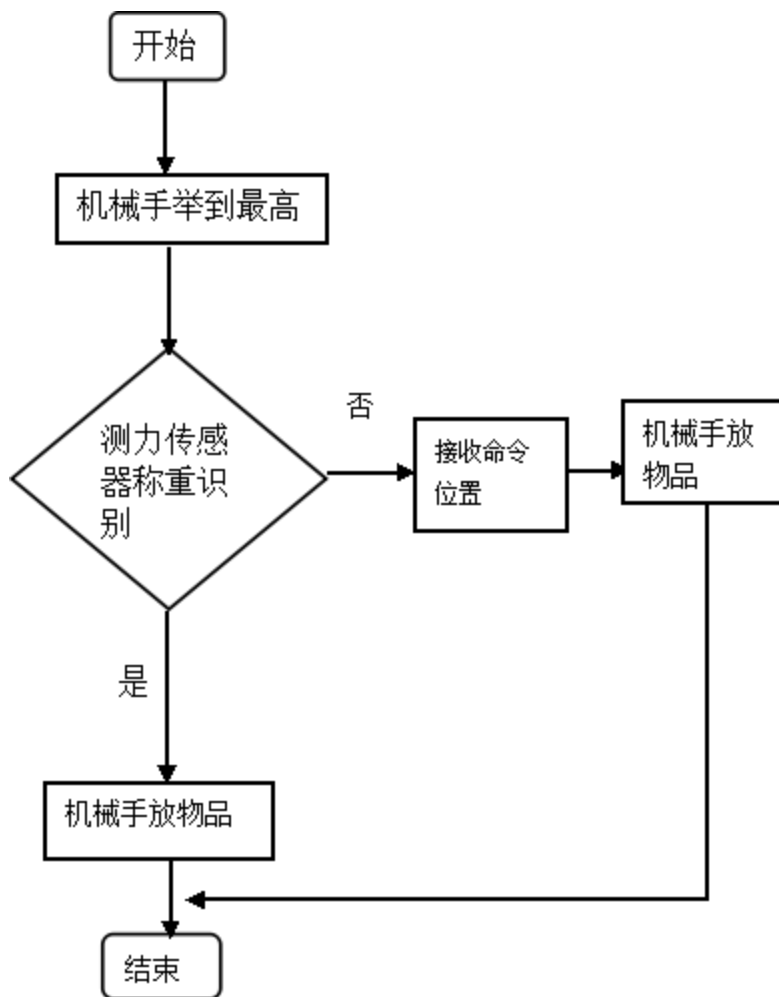 开始
机械手举到最高
否
测力传感
器称重识
别
接收命令
位置
机械手放
物品
是
机械手放物品
结束